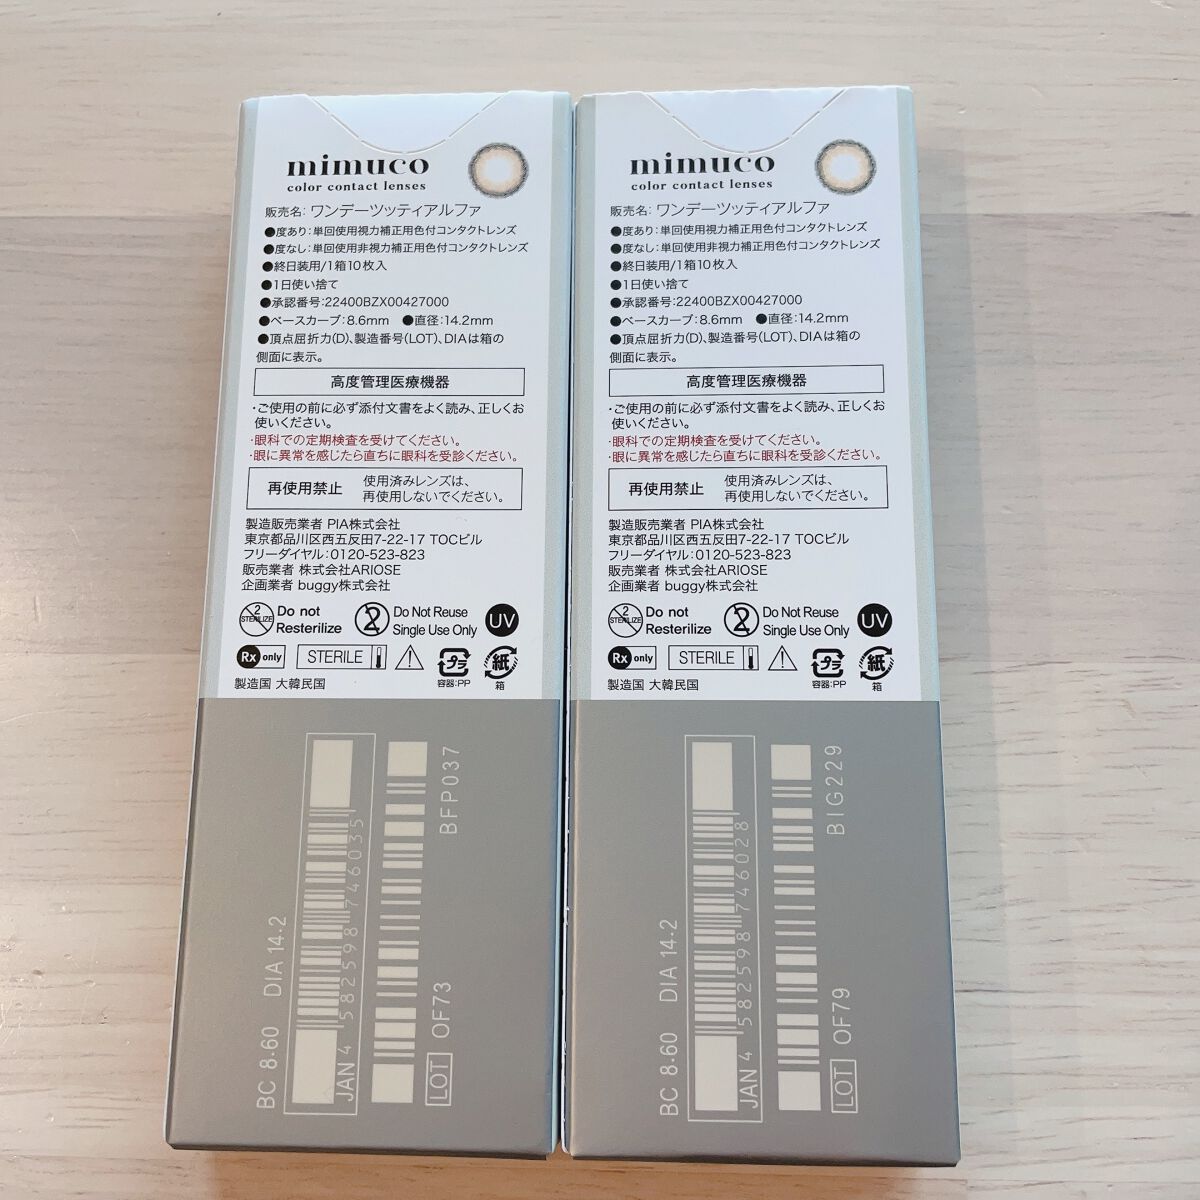 mimuco
color contact lenses
販売名: ワンデーツッティアルファ
●度あり:単回使用視力補正用色付コンタクトレンズ
●度なし:単回使用非視力補正用色付コンタクトレンズ
●終日装用/1箱10枚入
●1日使い捨て
●承認番号:22400BZX00427000
●ベースカーブ:8.6mm ●直径:14.2mm
●頂点屈折力(D)、製造番号(LOT)、DIAは箱の
側面に表示。
高度管理医療機器
・ご使用の前に必ず添付文書をよく読み、正しくお
使いください。
・眼科での定期検査を受けてください。
・眼に異常を感じたら直ちに眼科を受診ください。
再使用禁止
使用済みレンズは、
再使用しないでください。
製造販売業者 PIA株式会社
東京都品川区西五反田7-22-17 TOCビル
フリーダイヤル:0120-523-823
販売業者 株式会社ARIOSE
企画業者 buggy株式会社
2
STERILIZE
Do not
Resterilize
2
Do Not Reuse
Single Use Only
UV
Rx only
STERILE
プラ
容器:PP
紙
箱
製造国 大韓民国
BC 8.60 DIA 14.2
JAN 4 582598 746035
LOT OF73
BFP037
mimuco
color contact lenses
販売名: ワンデーツッティアルファ
●度あり:単回使用視力補正用色付コンタクトレンズ
●度なし:単回使用非視力補正用色付コンタクトレンズ
●終日装用/1箱10枚入
●1日使い捨て
●承認番号:22400BZX00427000
●ベースカーブ:8.6mm ●直径:14.2mm
●頂点屈折力(D)、製造番号(LOT)、DIAは箱の
側面に表示。
高度管理医療機器
・ご使用の前に必ず添付文書をよく読み、正しくお
使いください。
・眼科での定期検査を受けてください。
・眼に異常を感じたら直ちに眼科を受診ください。
再使用禁止
使用済みレンズは、
再使用しないでください。
製造販売業者 PIA株式会社
東京都品川区西五反田7-22-17 TOCビル
フリーダイヤル:0120-523-823
販売業者 株式会社ARIOSE
企画業者 buggy株式会社
2
STERILIZE
Do not
Resterilize
2
Do Not Reuse
Single Use Only
UV
Rx only
STERILE
プラ
容器:PP
紙
箱
製造国 大韓民国
BC 8.60 DIA 14.2
JAN 4 582598 746028
LOT OF79
BIG229